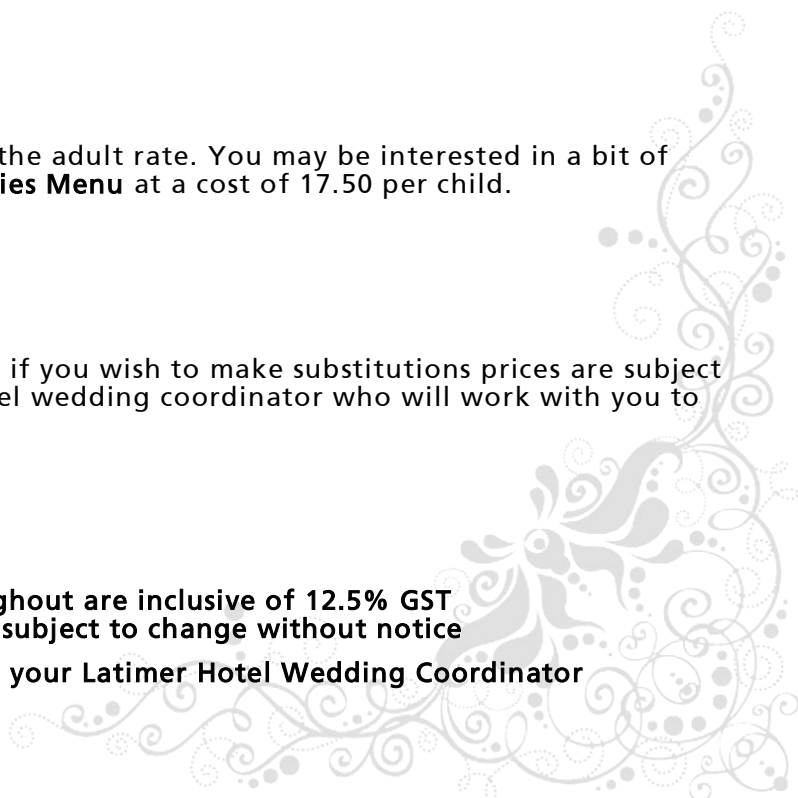 the adult rate. You may be interested in a bit of
ies Menu at a cost of 17.50 per child.
if you wish to make substitutions prices are subject
el wedding coordinator who will work with you to
ghout are inclusive of 12.5% GST
subject to change without notice
your Latimer Hotel Wedding Coordinator